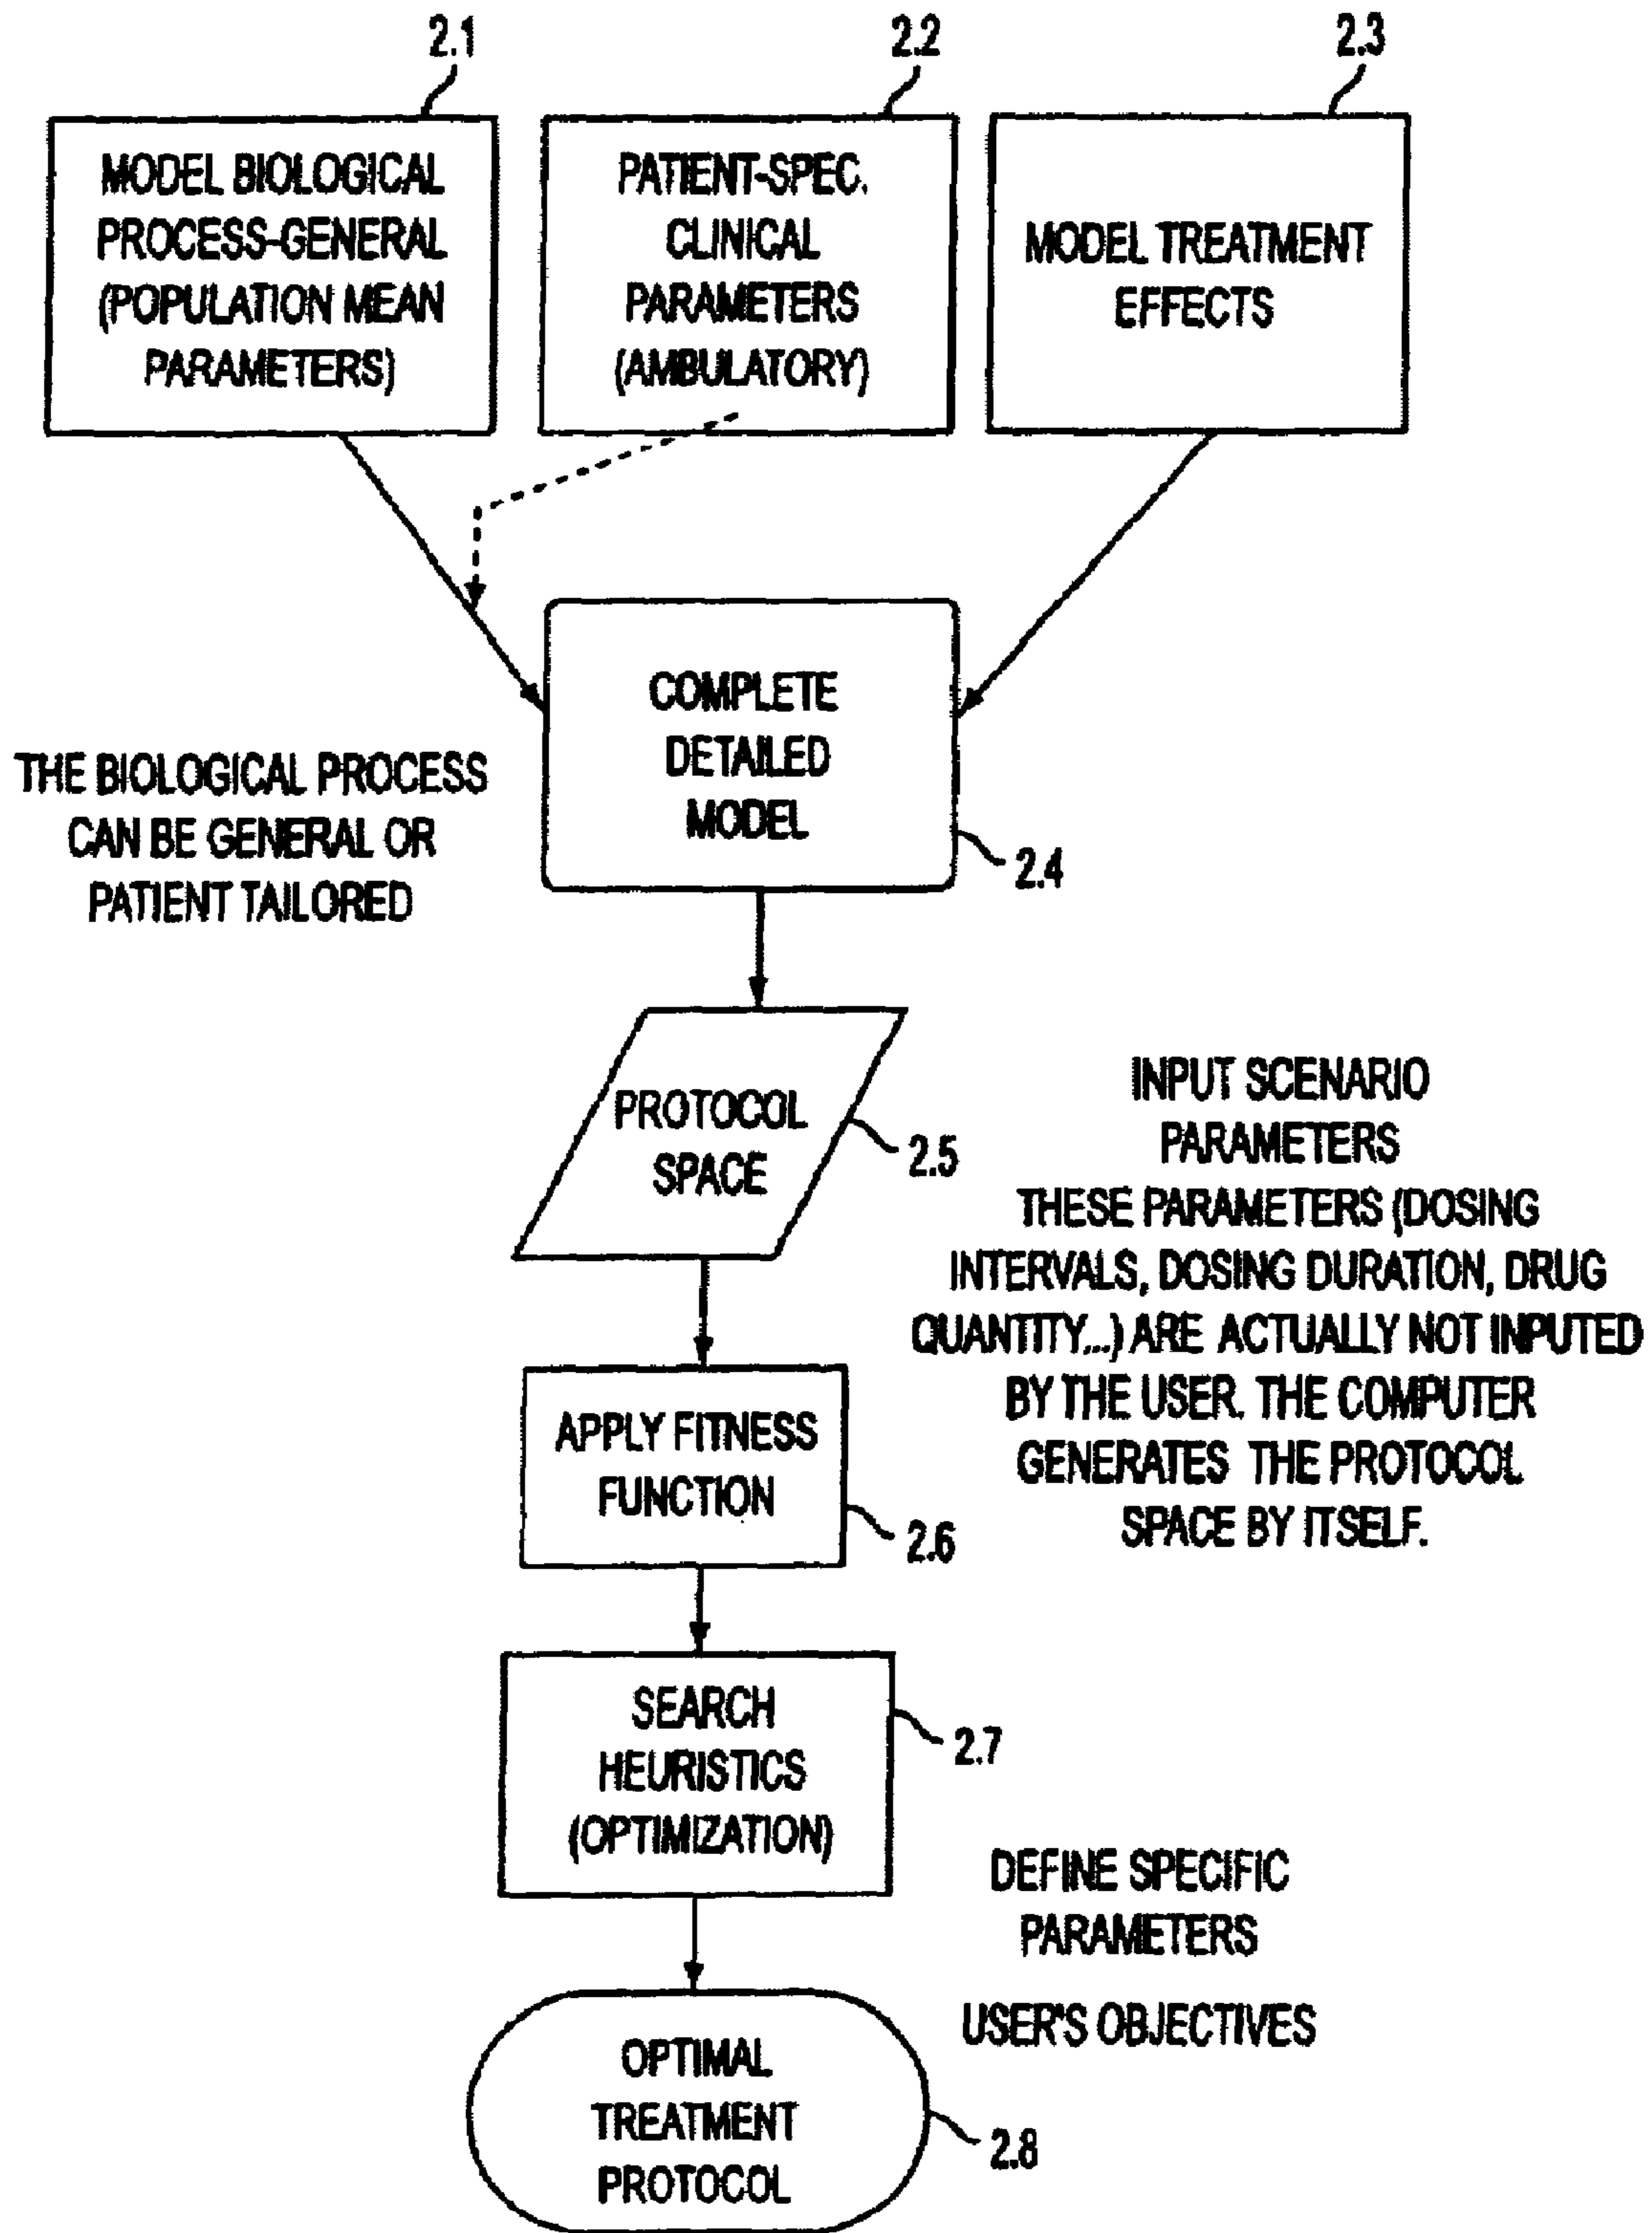 2.1
2.2
2.3
MODEL BIOLOGICAL
PROCESS-GENERAL
(POPULATION MEAN
PARAMETERS)
PATIENT-SPEC.
CLINICAL
PARAMETERS
(AMBULATORY)
MODEL TREATMENT
EFFECTS
COMPLETE
DETAILED
MODEL
2.4
THE BIOLOGICAL PROCESS
CAN BE GENERAL OR
PATIENT TAILORED
PROTOCOL
SPACE
2.5
INPUT SCENARIO
PARAMETERS
THESE PARAMETERS (DOSING
INTERVALS, DOSING DURATION, DRUG
QUANTITY...) ARE ACTUALLY NOT INPUTED
BY THE USER. THE COMPUTER
GENERATES THE PROTOCOL
SPACE BY ITSELF.
APPLY FITNESS
FUNCTION
2.6
SEARCH
HEURISTICS
(OPTIMIZATION)
2.7
DEFINE SPECIFIC
PARAMETERS
USER'S OBJECTIVES
OPTIMAL
TREATMENT
PROTOCOL
2.8